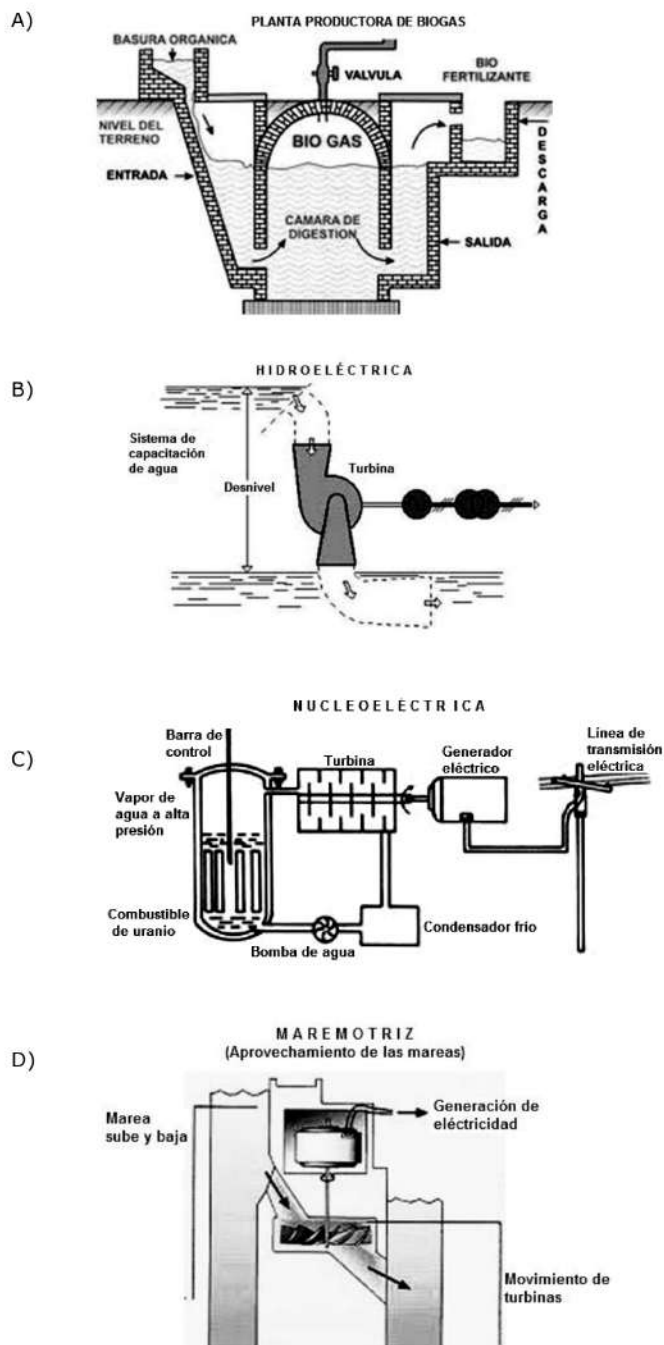 A)
PLANTA PRODUCTORA DE BIOGAS
BASURA ORGANICA
VALVULA
BIO
FERTILIZANTE
NIVEL DEL
TERRENO
BIO GAS
ENTRADA
DESCARGA
CAMARA DE
DIGESTION
SALIDA
B)
HIDROELÉCTRICA
Sistema de
capacitación
de agua
Desnivel
Turbina
C)
NUCLEOELÉCTRICA
Barra de
control
Turbina
Generador
eléctrico
Línea de
transmisión
eléctrica
Vapor de
agua a alta
presión
Combustible
de uranio
Bomba de agua
Condensador frío
D)
MAREMOTRIZ
(Aprovechamiento de las mareas)
Marea
sube y baja
Generación de
eléctricidad
Movimiento de
turbinas